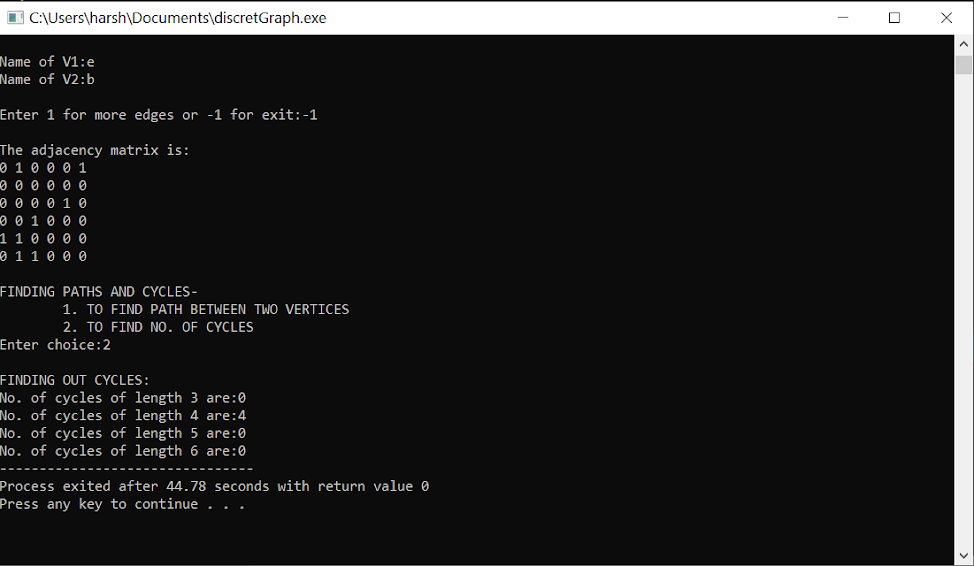 C:\Users\harsh\Documents\discretGraph.exe
Name of V1:e
Name of V2:b
Enter 1 for more edges or -1 for exit:-1
The adjacency matrix is:
0 1 0 0 0 1
0 0 0 0 0 0
0 0 0 0 1 0
0 0 1 0 0 0
1 1 0 0 0 0
0 1 1 0 0 0
FINDING PATHS AND CYCLES-
1. TO FIND PATH BETWEEN TWO VERTICES
2. TO FIND NO. OF CYCLES
Enter choice:2
FINDING OUT CYCLES:
No. of cycles of length 3 are:0
No. of cycles of length 4 are:4
No. of cycles of length 5 are:0
No. of cycles of length 6 are:0
--------------------------------
Process exited after 44.78 seconds with return value 0
Press any key to continue . . .